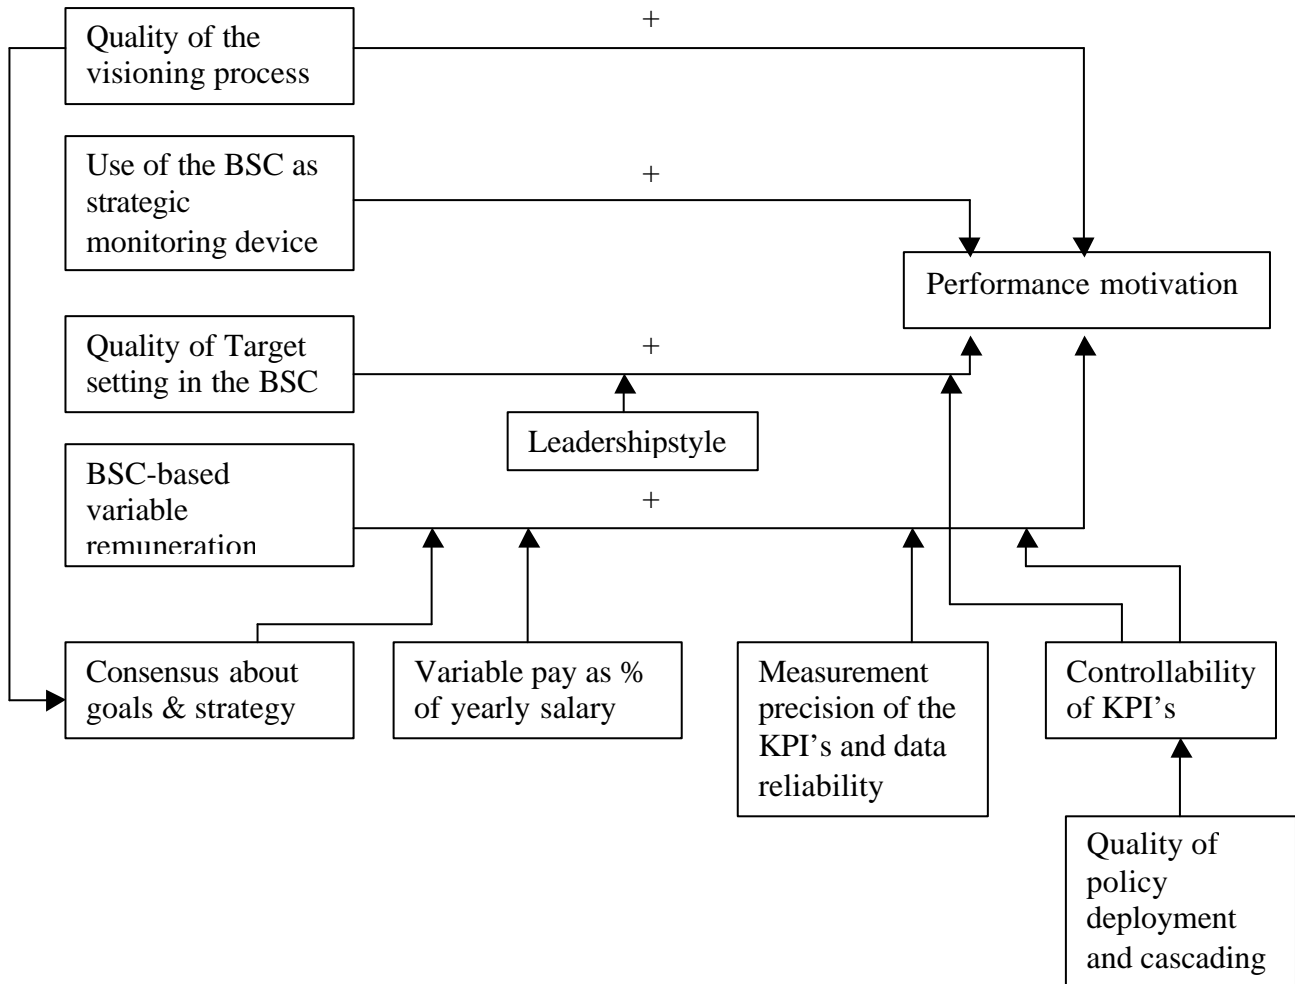 +
Quality of the
visioning process
Use of the BSC as
strategic
monitoring device
+
Performance motivation
Quality of Target
setting in the BSC
+
Leadershipstyle
BSC-based
variable
remuneration
+
Consensus about
goals & strategy
Variable pay as %
of yearly salary
Measurement
precision of the
KPI's and data
reliability
Controllability
of KPI's
Quality of
policy
deployment
and cascading